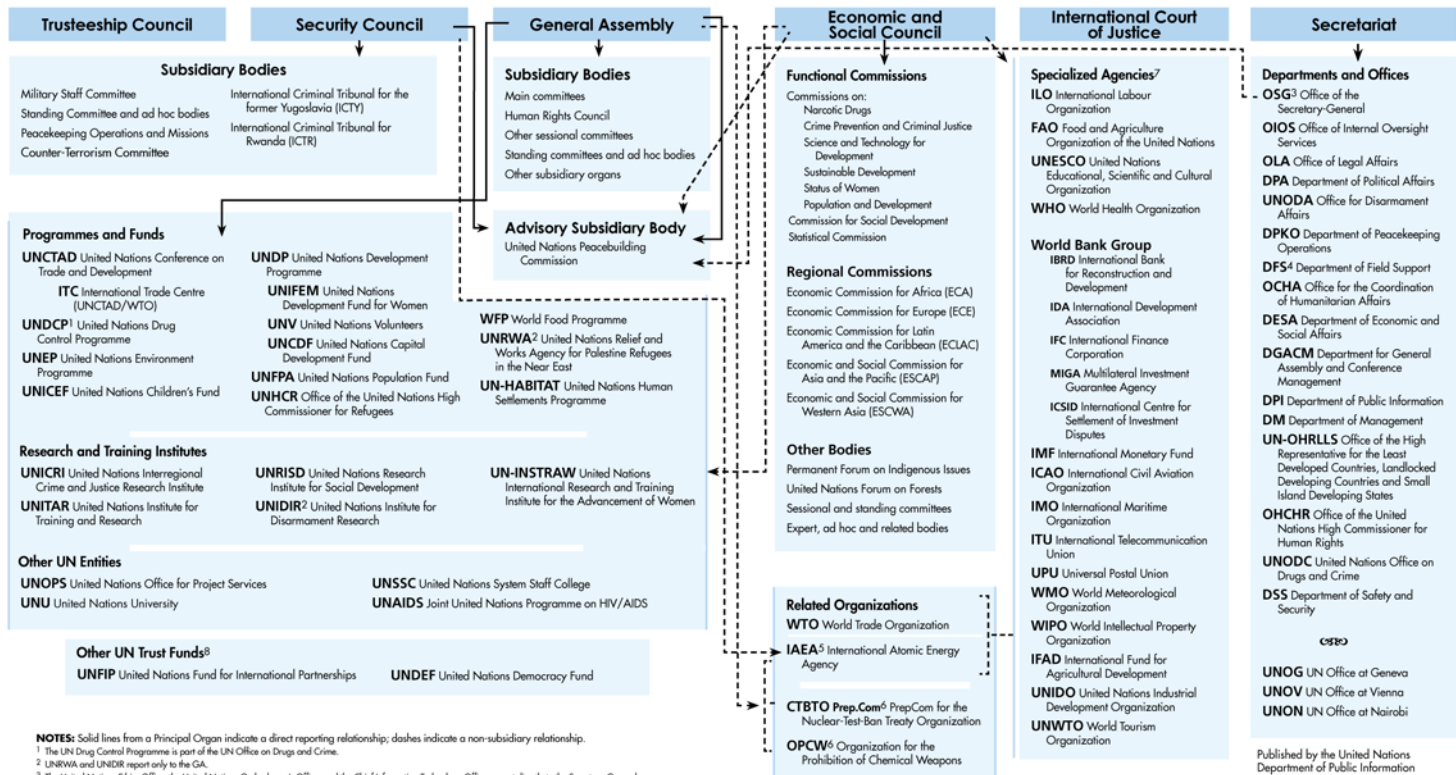 Trusteeship Council
Security Council
General Assembly
Economic and
Social Council
International Court
of Justice
Secretariat
Subsidiary Bodies
Military Staff Committee
Standing Committee and ad hoc bodies
Peacekeeping Operations and Missions
Counter-Terrorism Committee
International Criminal Tribunal for the
former Yugoslavia (ICTY)
International Criminal Tribunal for
Rwanda (ICTR)
Subsidiary Bodies
Main committees
Human Rights Council
Other sessional committees
Standing committees and ad hoc bodies
Other subsidiary organs
Advisory Subsidiary Body
United Nations Peacebuilding
Commission
Programmes and Funds
UNCTAD United Nations Conference on
Trade and Development
ITC International Trade Centre
(UNCTAD/WTO)
UNDCP1 United Nations Drug
Control Programme
UNEP United Nations Environment
Programme
UNICEF United Nations Children's Fund
UNDP United Nations Development
Programme
UNIFEM United Nations
Development Fund for Women
UNV United Nations Volunteers
UNCDF United Nations Capital
Development Fund
UNFPA United Nations Population Fund
UNHCR Office of the United Nations High
Commissioner for Refugees
WFP World Food Programme
UNRWA2 United Nations Relief and
Works Agency for Palestine Refugees
in the Near East
UN-HABITAT United Nations Human
Settlements Programme
Research and Training Institutes
UNICRI United Nations Interregional
Crime and Justice Research Institute
UNITAR United Nations Institute for
Training and Research
UNRISD United Nations Research
Institute for Social Development
UNIDIR2 United Nations Institute for
Disarmament Research
UN-INSTRAW United Nations
International Research and Training
Institute for the Advancement of Women
Other UN Entities
UNOPS United Nations Office for Project Services
UNU United Nations University
UNSSC United Nations System Staff College
UNAIDS Joint United Nations Programme on HIV/AIDS
Other UN Trust Funds8
UNFIP United Nations Fund for International Partnerships
UNDEF United Nations Democracy Fund
Functional Commissions
Commissions on:
Narcotic Drugs
Crime Prevention and Criminal Justice
Science and Technology for
Development
Sustainable Development
Status of Women
Population and Development
Commission for Social Development
Statistical Commission
Regional Commissions
Economic Commission for Africa (ECA)
Economic Commission for Europe (ECE)
Economic Commission for Latin
America and the Caribbean (ECLAC)
Economic and Social Commission for
Asia and the Pacific (ESCAP)
Economic and Social Commission for
Western Asia (ESCWA)
Other Bodies
Permanent Forum on Indigenous Issues
United Nations Forum on Forests
Sessional and standing committees
Expert, ad hoc and related bodies
Related Organizations
WTO World Trade Organization
IAEA5 International Atomic Energy
Agency
CTBTO Prep.Com6 PrepCom for the
Nuclear-Test-Ban Treaty Organization
OPCW6 Organization for the
Prohibition of Chemical Weapons
Specialized Agencies7
ILO International Labour
Organization
FAO Food and Agriculture
Organization of the United Nations
UNESCO United Nations
Educational, Scientific and Cultural
Organization
WHO World Health Organization
World Bank Group
IBRD International Bank
for Reconstruction and
Development
IDA International Development
Association
IFC International Finance
Corporation
MIGA Multilateral Investment
Guarantee Agency
ICSID International Centre for
Settlement of Investment
Disputes
IMF International Monetary Fund
ICAO International Civil Aviation
Organization
IMO International Maritime
Organization
ITU International Telecommunication
Union
UPU Universal Postal Union
WMO World Meteorological
Organization
WIPO World Intellectual Property
Organization
IFAD International Fund for
Agricultural Development
UNIDO United Nations Industrial
Development Organization
UNWTO World Tourism
Organization
Departments and Offices
OSG3 Office of the
Secretary-General
OIOS Office of Internal Oversight
Services
OLA Office of Legal Affairs
DPA Department of Political Affairs
UNODA Office for Disarmament
Affairs
DPKO Department of Peacekeeping
Operations
DFS4 Department of Field Support
OCHA Office for the Coordination
of Humanitarian Affairs
DESA Department of Economic and
Social Affairs
DGACM Department for General
Assembly and Conference
Management
DPI Department of Public Information
DM Department of Management
UN-OHRLLS Office of the High
Representative for the Least
Developed Countries, Landlocked
Developing Countries and Small
Island Developing States
OHCHR Office of the United
Nations High Commissioner for
Human Rights
UNODC United Nations Office on
Drugs and Crime
DSS Department of Safety and
Security
UNOG UN Office at Geneva
UNOV UN Office at Vienna
UNON UN Office at Nairobi
NOTES: Solid lines from a Principal Organ indicate a direct reporting relationship; dashes indicate a non-subsidiary relationship.
1 The UN Drug Control Programme is part of the UN Office on Drugs and Crime.
2 UNRWA and UNIDIR report only to the GA.
Published by the United Nations
Department of Public Information